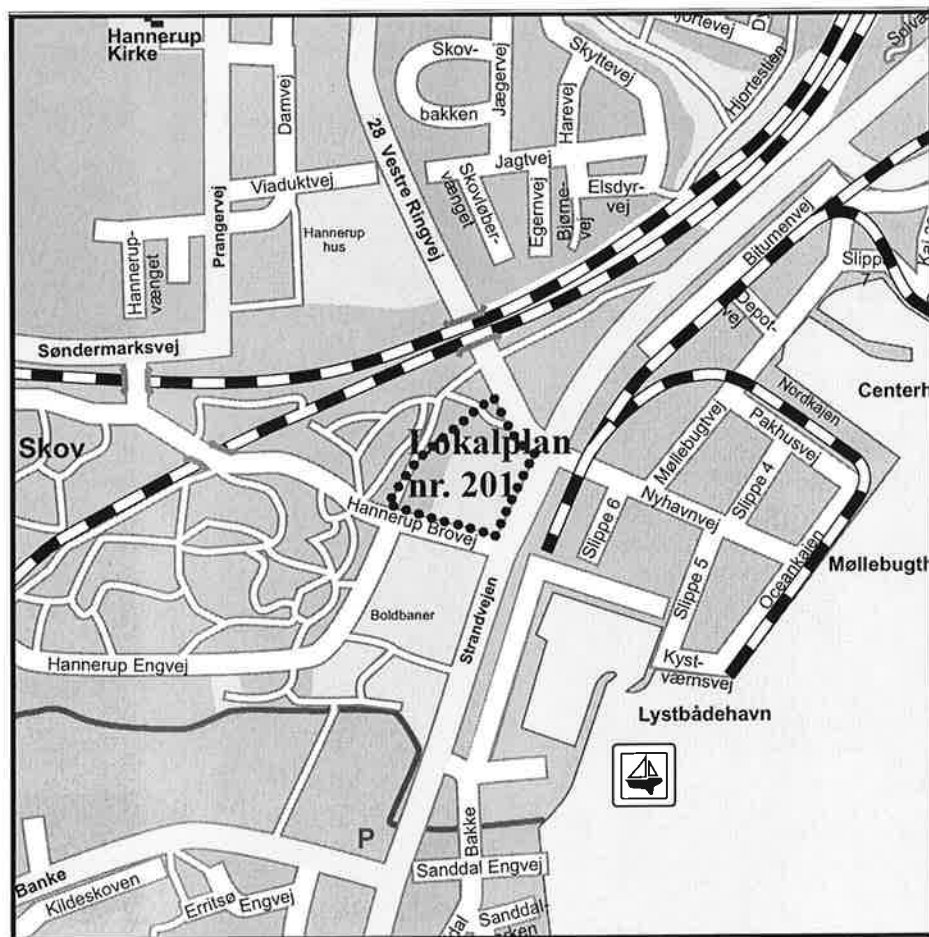 Hannerup
Kirke
Prangervej
Damvej
Viaduktvej
Hannerup-
vænget
Hannerup
hus
Søndermarksvej
28 Vestre Ringvej
Skov-
bakken
Jægervej
Skyttevej
Harevej
Jagtvej
Skovløber-
vænget
Egernvej
Bjørne-
vej
Elsdyr-
vej
Hjortevej
Hjortestien
Bitumenvej
Depot-
vej
Slippe
7
Nordkajen
Centerh
Skov
Lokalplan
nr. 201
Hannerup Brovej
Møllebugtvej
Pakhusvej
Slippe 4
Nyhavnvej
Slippe 6
Slippe 5
Oceankajen
Møllebugth
Boldbaner
Strandvejen
Hannerup Engvej
Kyst-
værnsvej
Lystbådehavn
P
Bakke
Sanddal Engvej
Banke
Kildeskoven
Erritsø
Engvej
Sanddal-